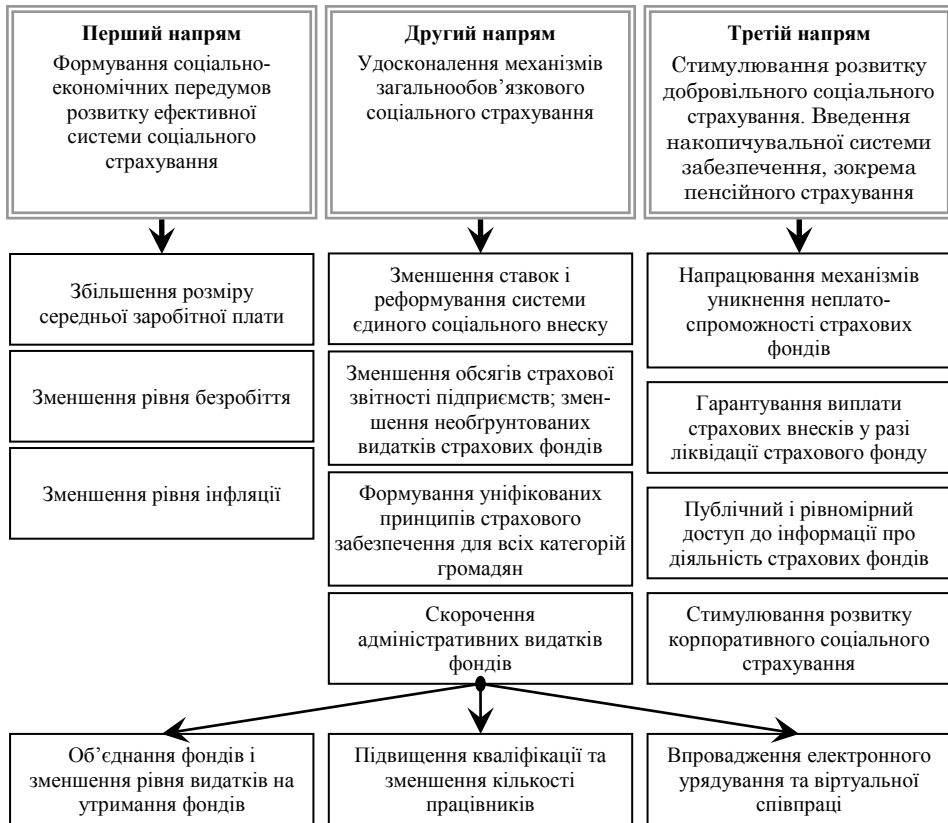 Перший напрям
Формування соціально-
економічних передумов
розвитку ефективної
системи соціального
страхування
Другий напрям
Удосконалення механізмів
загальнообов’язкового
соціального страхування
Третій напрям
Стимулювання розвитку
добровільного соціального
страхування. Введення
накопичувальної системи
забезпечення, зокрема
пенсійного страхування
Збільшення розміру
середньої заробітної плати
Зменшення рівня безробіття
Зменшення рівня інфляції
Зменшення ставок і
реформування системи
єдиного соціального внеску
Зменшення обсягів страхової
звітності підприємств; змен-
шення необґрунтованих
видатків страхових фондів
Формування уніфікованих
принципів страхового
забезпечення для всіх категорій
громадян
Скорочення
адміністративних видатків
фондів
Напрацювання механізмів
уникнення неплато-
спроможності страхових
фондів
Гарантування виплати
страхових внесків у разі
ліквідації страхового фонду
Публічний і рівномірний
доступ до інформації про
діяльність страхових фондів
Стимулювання розвитку
корпоративного соціального
страхування
Об’єднання фондів і
зменшення рівня видатків на
утримання фондів
Підвищення кваліфікації та
зменшення кількості
працівників
Впровадження електронного
урядування та віртуальної
співпраці